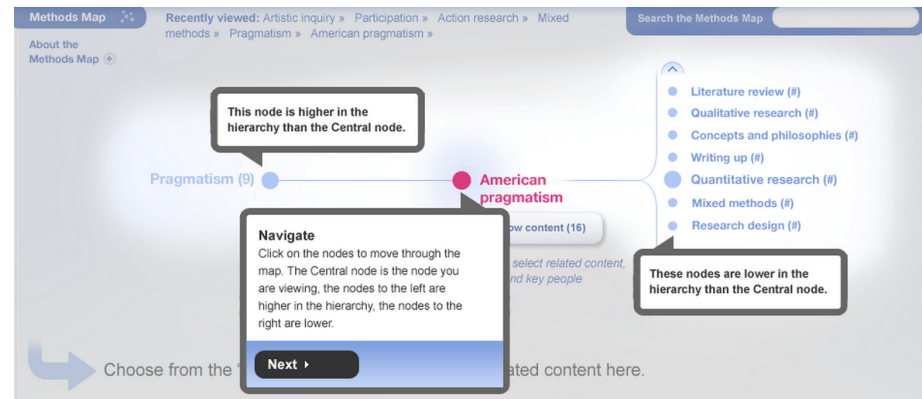 Methods Map
Recently viewed: Artistic inquiry » Participation » Action research » Mixed
methods » Pragmatism » American pragmatism »
Search the Methods Map
About the
Methods Map
This node is higher in the
hierarchy than the Central node.
Pragmatism (9)
American
pragmatism
ow content (16)
select related content,
nd key people
Literature review (#)
Qualitative research (#)
Concepts and philosophies (#)
Writing up (#)
Quantitative research (#)
Mixed methods (#)
Research design (#)
Navigate
Click on the nodes to move through the
map. The Central node is the node you
are viewing, the nodes to the left are
higher in the hierarchy, the nodes to the
right are lower.
Next
These nodes are lower in the
hierarchy than the Central node.
Choose from the ated content here.